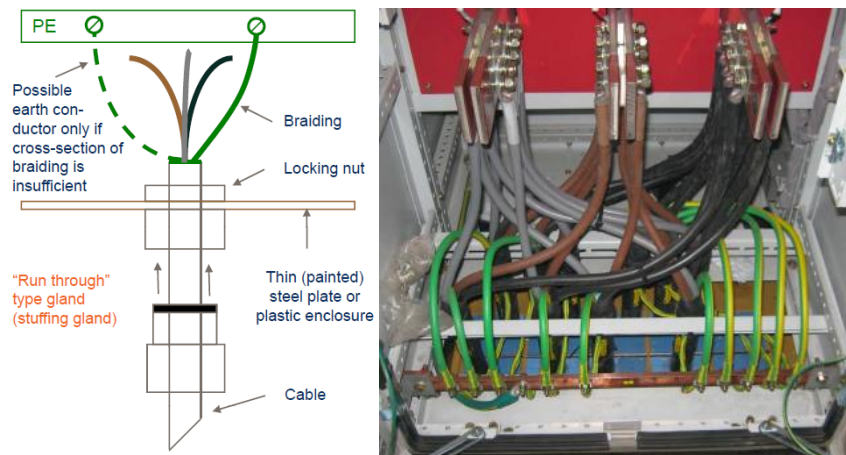 PE
Possible
earth con-
ductor only if
cross-section of
braiding is
insufficient
Braiding
Locking nut
"Run through"
type gland
(stuffing gland)
Thin (painted)
steel plate or
plastic enclosure
Cable